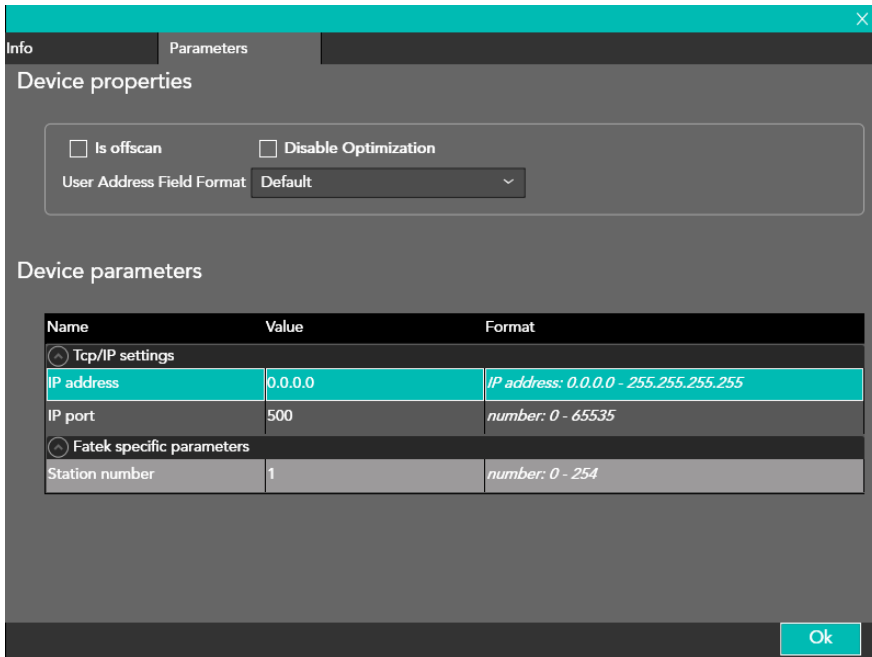 Info Parameters
Device properties
Is offscan Disable Optimization
User Address Field Format Default
Device parameters
Name Value Format
Tcp/IP settings
IP address 0.0.0.0 IP address: 0.0.0.0 - 255.255.255.255
IP port 500 number: 0 - 65535
Fatek specific parameters
Station number 1 number: 0 - 254
Ok